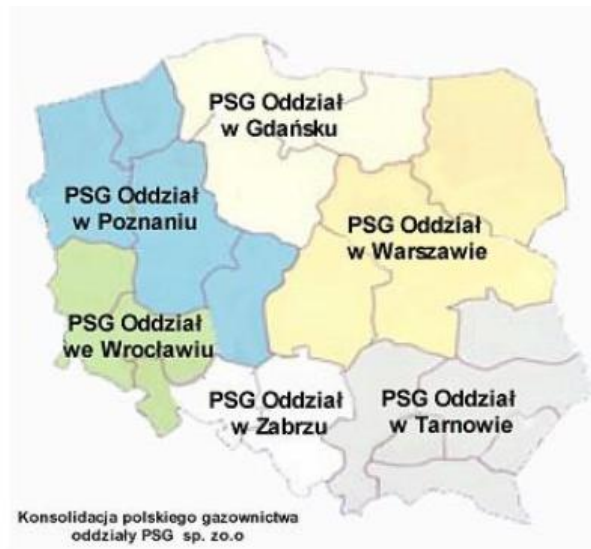 PSG Oddział
w Gdańsku
PSG Oddział
w Poznaniu
PSG Oddział
w Warszawie
PSG Oddział
we Wrocławiu
PSG Oddział
w Zabrzu
PSG Oddział
w Tarnowie
Konsolidacja polskiego gazownictwa
oddziały PSG sp. zo.o